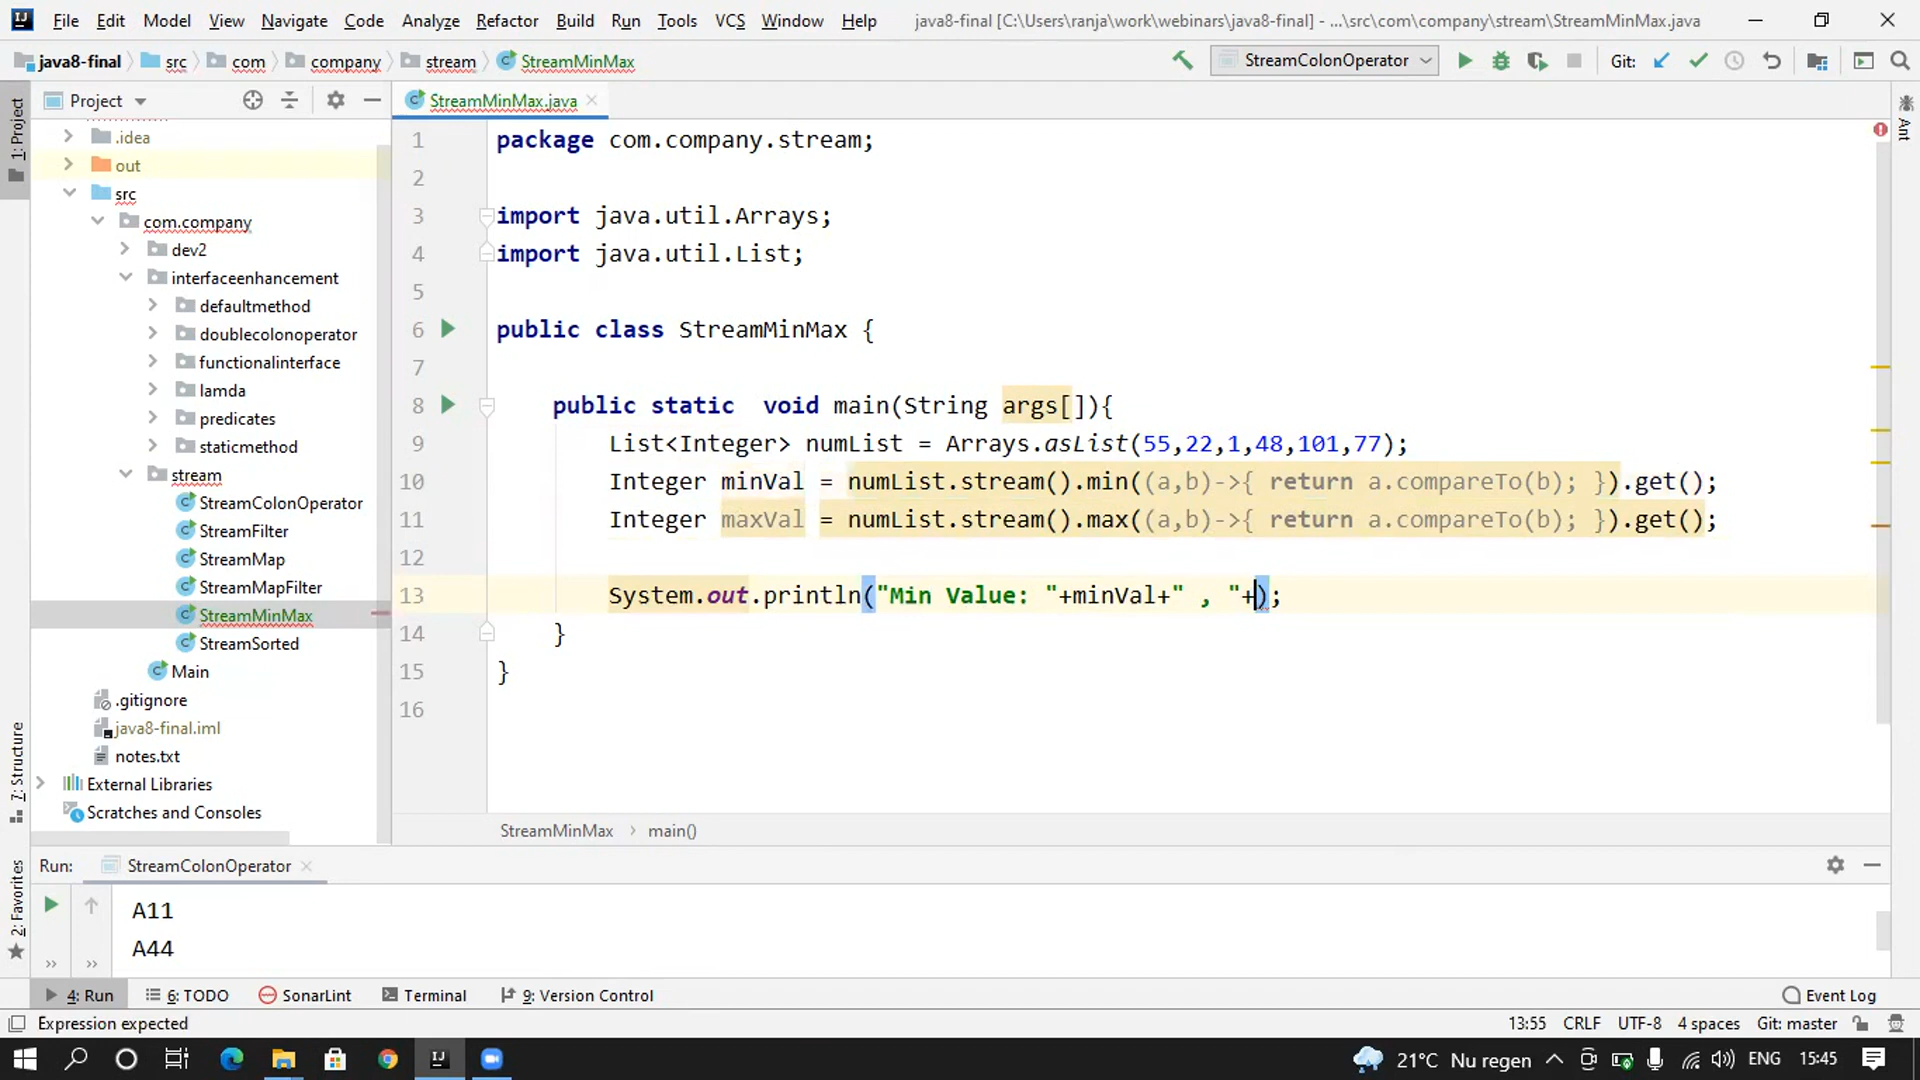 File Edit Model View Navigate Code Analyze Refactor Build Run Tools VCS Window Help java8-final [C:\Users\ranja\work\webinars\java8-final] - ...\src\com\company\stream\StreamMinMax.java
java8-final src com company stream StreamMinMax StreamColonOperator Git:
Project StreamMinMax.java
1: Project
Ant
.idea
out
src
com.company
dev2
interfaceenhancement
defaultmethod
doublecolonoperator
functionalinterface
lamda
predicates
staticmethod
stream
StreamColonOperator
StreamFilter
StreamMap
StreamMapFilter
StreamMinMax
StreamSorted
Main
.gitignore
java8-final.iml
notes.txt
External Libraries
Scratches and Consoles
7: Structure
2: Favorites
1 package com.company.stream;
2
3 import java.util.Arrays;
4 import java.util.List;
5
6 public class StreamMinMax {
7
8 public static  void main(String args[]){
9 List<Integer> numList = Arrays.asList(55,22,1,48,101,77);
10 Integer minVal = numList.stream().min((a,b)->{ return a.compareTo(b); }).get();
11 Integer maxVal = numList.stream().max((a,b)->{ return a.compareTo(b); }).get();
12
13 System.out.println("Min Value: "+minVal+" , "+);
14 }
15 }
16
StreamMinMax main()
Run: StreamColonOperator
A11
A44
4: Run 6: TODO SonarLint Terminal 9: Version Control Event Log
Expression expected 13:55 CRLF UTF-8 4 spaces Git: master
21°C Nu regen ENG 15:45